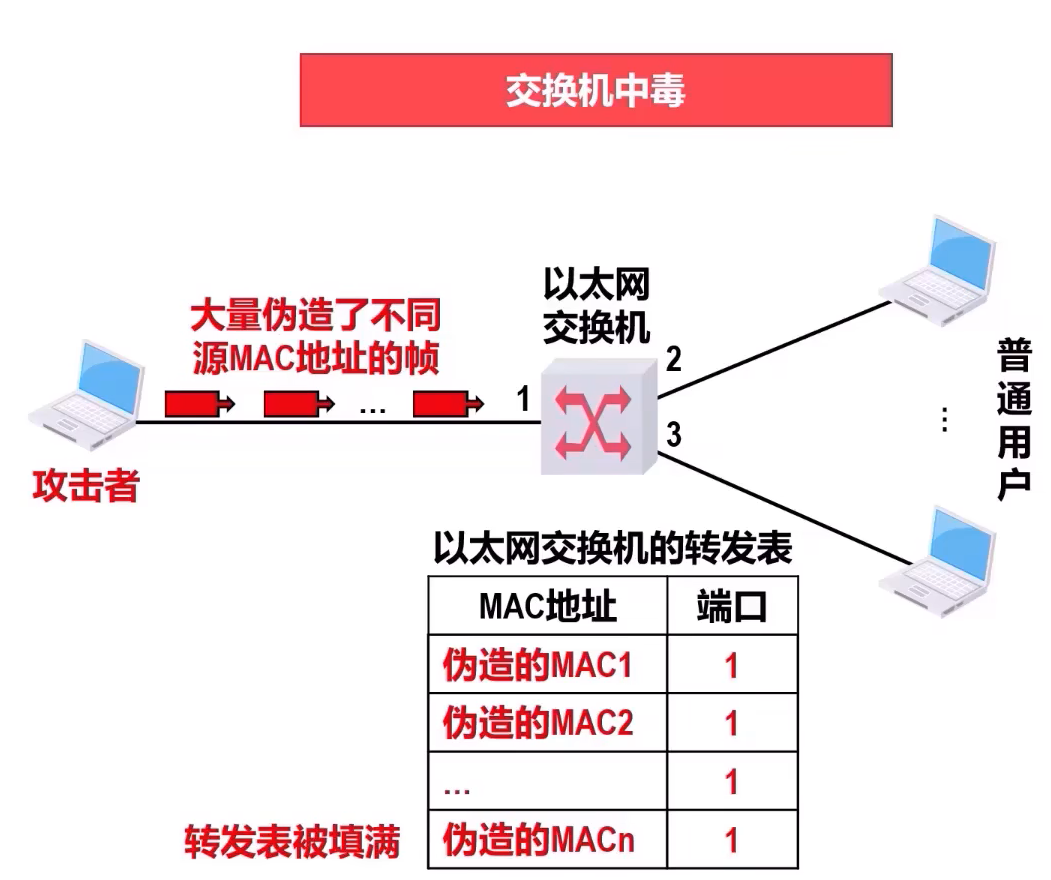 交换机中毒
以太网
交换机
大量伪造了不同
源MAC地址的帧
...
1
2
3
攻击者
普通用户
⋮
以太网交换机的转发表
MAC地址 端口
伪造的MAC1 1
伪造的MAC2 1
... 1
转发表被填满 伪造的MACn 1